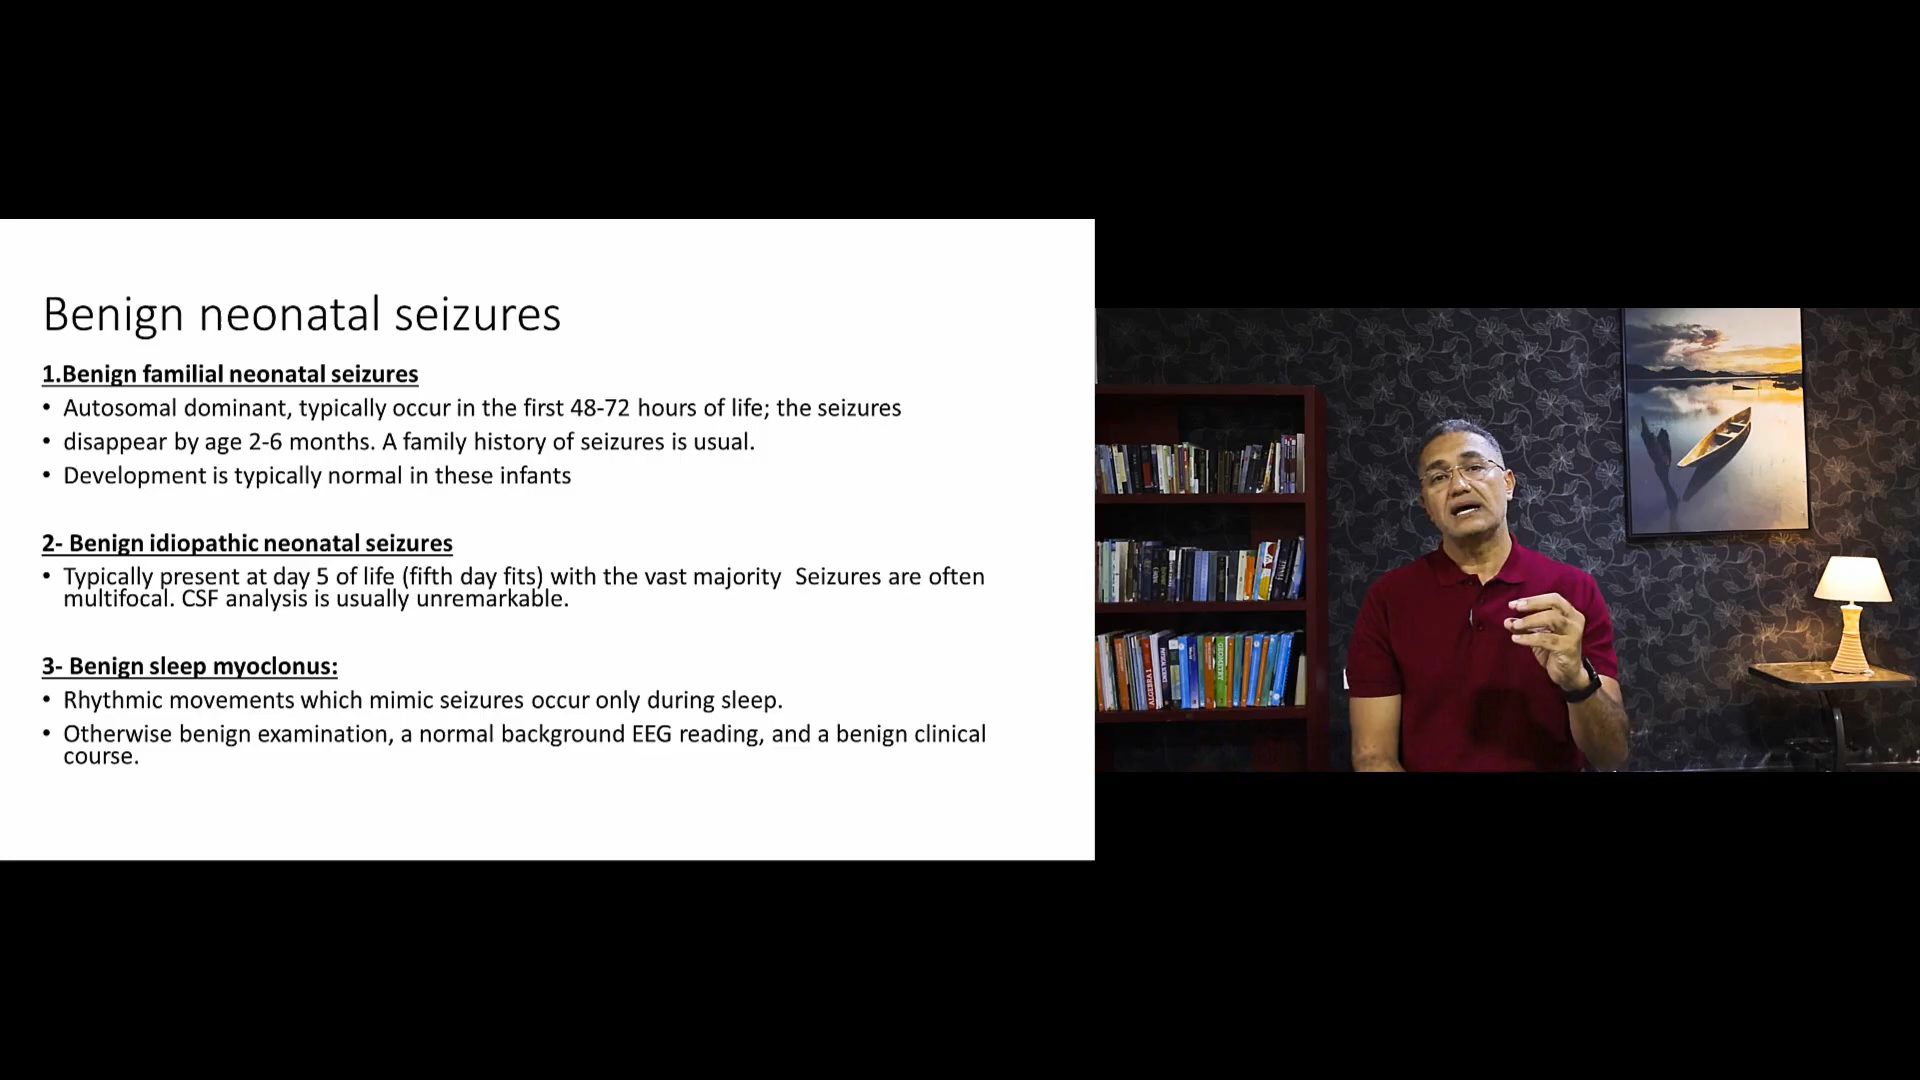 Benign neonatal seizures
1.Benign familial neonatal seizures
• Autosomal dominant, typically occur in the first 48-72 hours of life; the seizures
• disappear by age 2-6 months. A family history of seizures is usual.
• Development is typically normal in these infants
2- Benign idiopathic neonatal seizures
• Typically present at day 5 of life (fifth day fits) with the vast majority  Seizures are often
multifocal. CSF analysis is usually unremarkable.
3- Benign sleep myoclonus:
• Rhythmic movements which mimic seizures occur only during sleep.
• Otherwise benign examination, a normal background EEG reading, and a benign clinical
course.
ALGEBRA 1
GEOMETRY